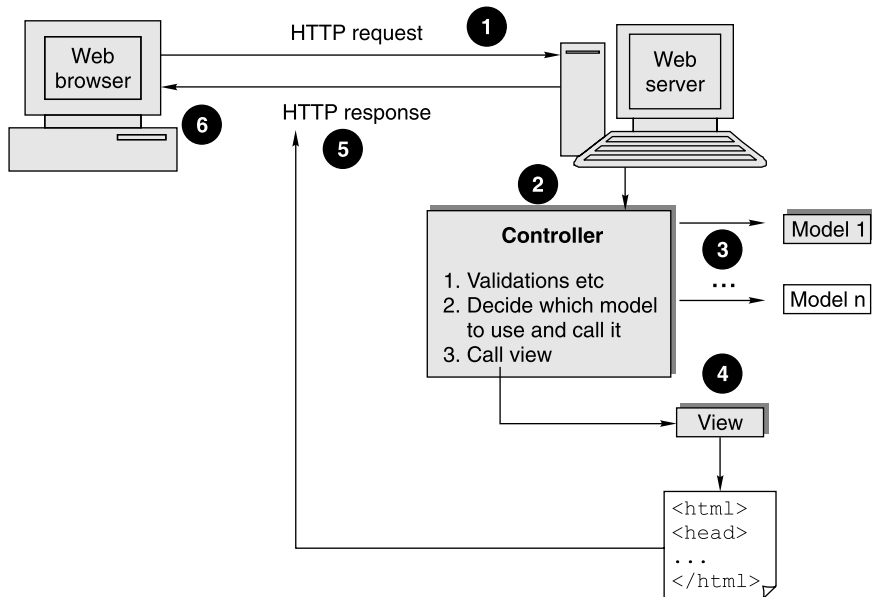 HTTP request
1
Web
browser
Web
server
HTTP response
6
5
2
Controller
1. Validations etc
2. Decide which model
to use and call it
3. Call view
Model 1
3
...
Model n
4
View
<html>
<head>
...
</html>